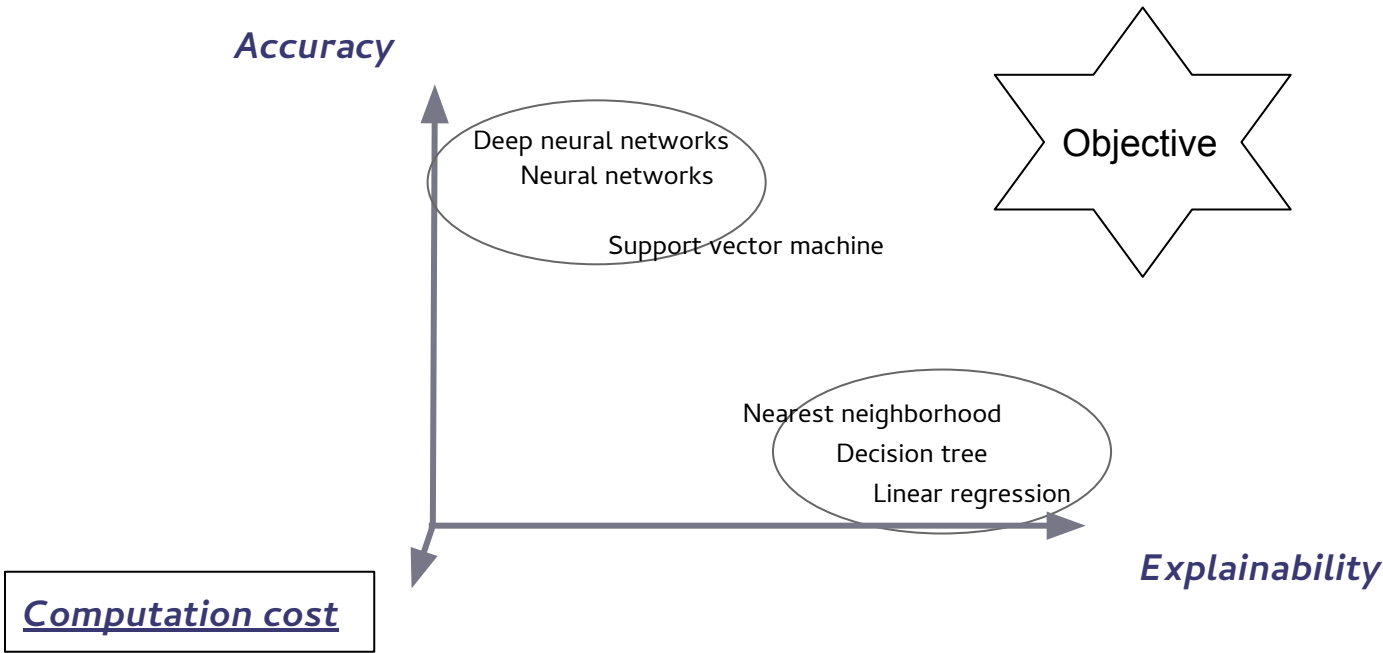 Accuracy
Objective
Deep neural networks
Neural networks
Support vector machine
Nearest neighborhood
Decision tree
Linear regression
Explainability
Computation cost